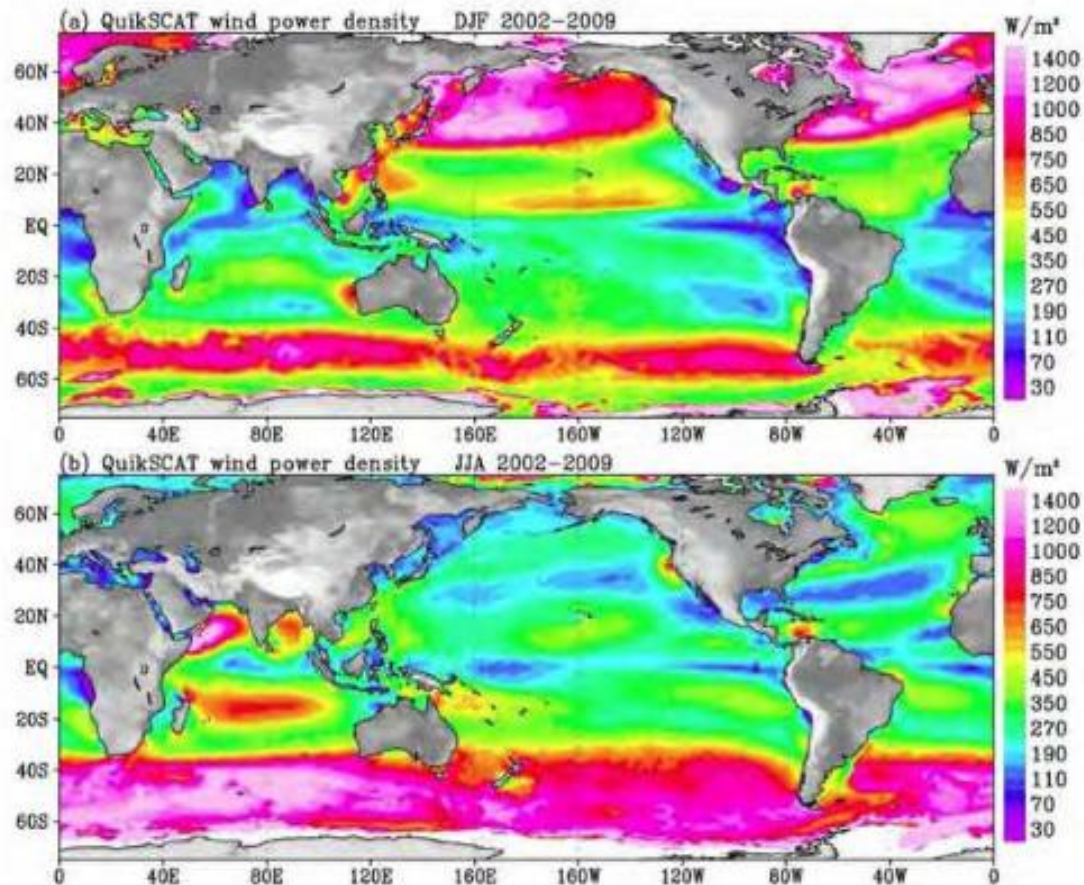 (a) QuikSCAT wind power density DJF 2002-2009 W/m²
60N
40N
20N
EQ
20S
40S
60S
1400
1200
1000
850
750
650
550
450
350
270
190
110
70
30
0 40E 80E 120E 160E 160W 120W 80W 40W 0
(b) QuikSCAT wind power density JJA 2002-2009 W/m²
60N
40N
20N
EQ
20S
40S
60S
1400
1200
1000
850
750
650
550
450
350
270
190
110
70
30
0 40E 80E 120E 160E 160W 120W 80W 40W 0